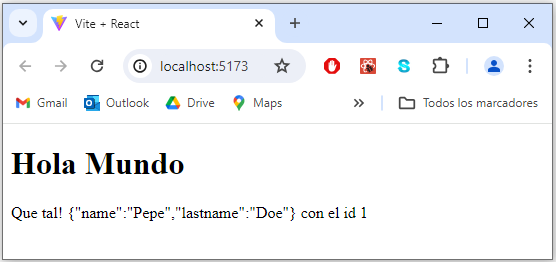 Vite + React
localhost:5173
Gmail Outlook Drive Maps » Todos los marcadores
Hola Mundo
Que tal! {"name":"Pepe","lastname":"Doe"} con el id 1